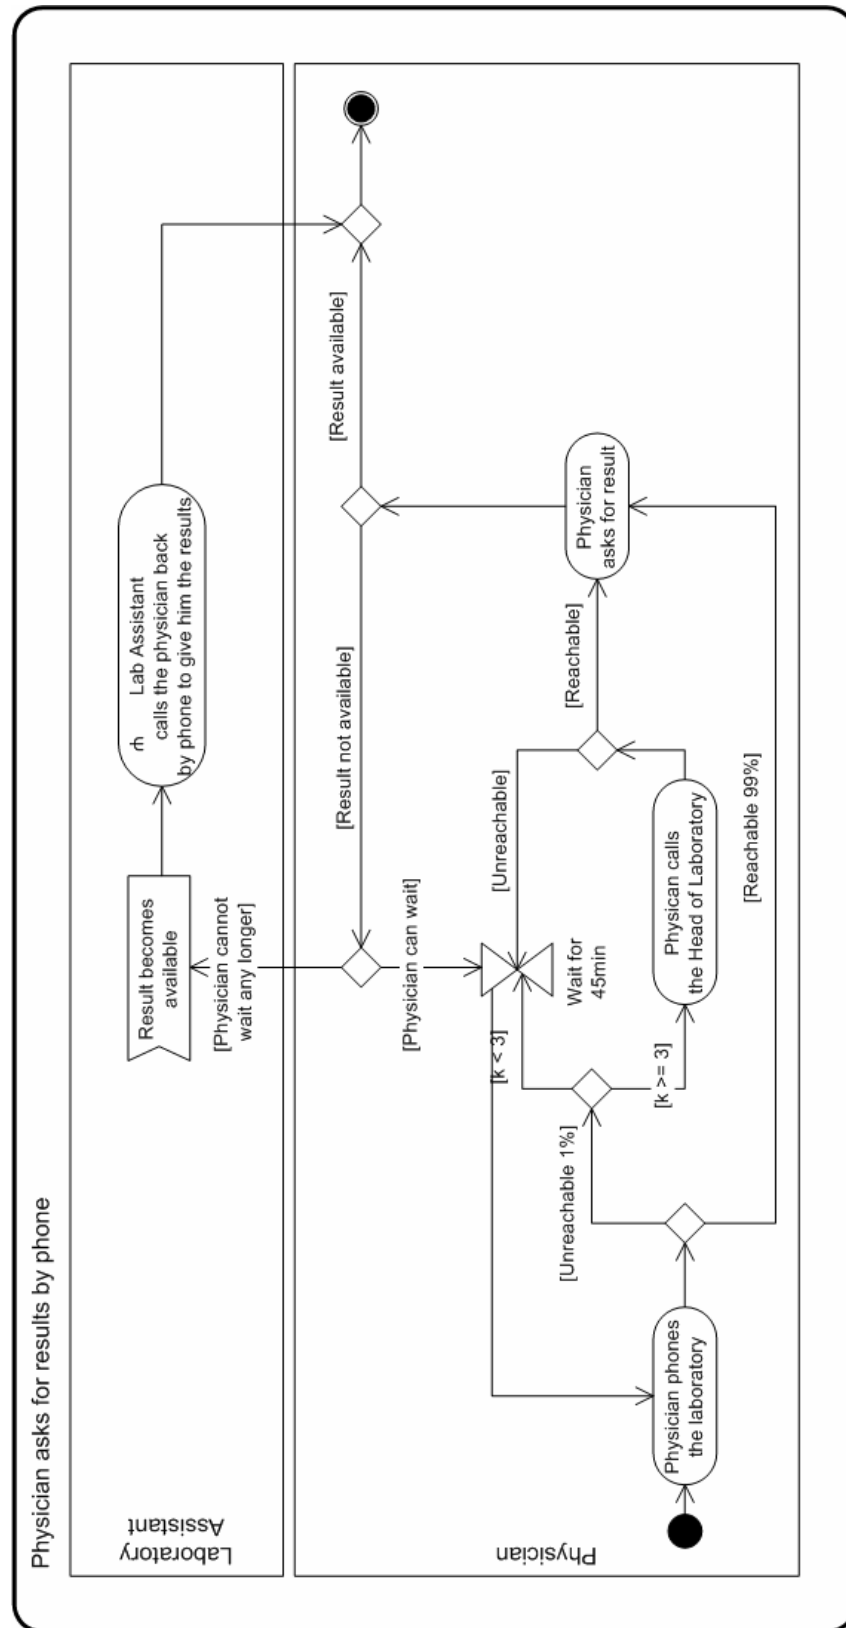 Physician asks for results by phone
Laboratory
Assistant
Result becomes
available
Lab Assistant
calls the physician back
by phone to give him the results
[Physician cannot
wait any longer]
Physician
[Result not available]
[Result available]
[Physician can wait]
[k < 3]
[Unreachable]
Wait for
45min
[Reachable]
Physician
asks for result
[Unreachable 1%]
[k >= 3]
Physican calls
the Head of Laboratory
Physician phones
the laboratory
[Reachable 99%]